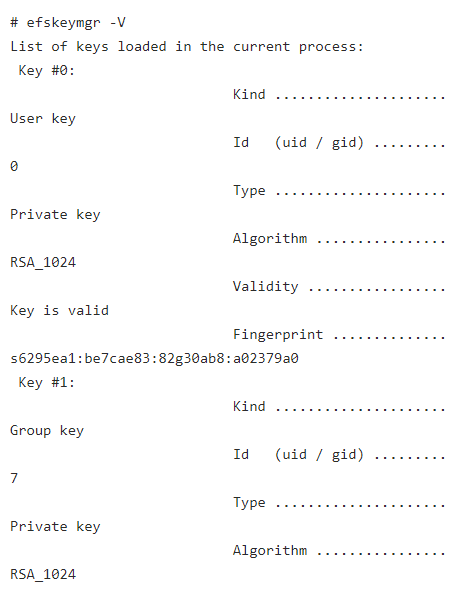 # efskeymgr -V
List of keys loaded in the current process:
Key #0:
Kind .....................
User key
Id   (uid / gid) .........
0
Type .....................
Private key
Algorithm ................
RSA_1024
Validity .................
Key is valid
Fingerprint ..............
s6295ea1:be7cae83:82g30ab8:a02379a0
Key #1:
Kind .....................
Group key
Id   (uid / gid) .........
7
Type .....................
Private key
Algorithm ................
RSA_1024